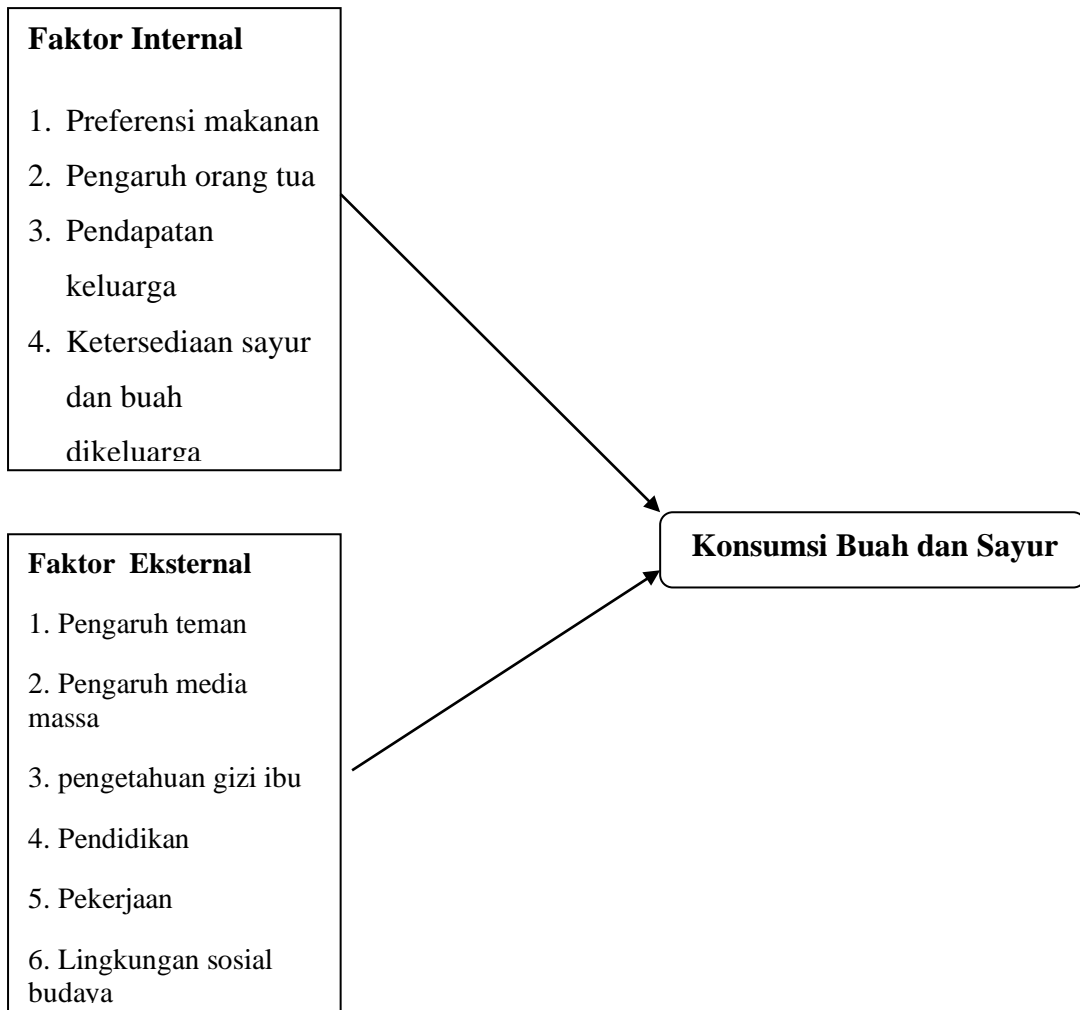 Faktor Internal
1. Preferensi makanan
2. Pengaruh orang tua
3. Pendapatan
keluarga
4. Ketersediaan sayur
dan buah
dikeluarga
Faktor Eksternal
1. Pengaruh teman
2. Pengaruh media
massa
3. pengetahuan gizi ibu
4. Pendidikan
5. Pekerjaan
6. Lingkungan sosial
budaya
Konsumsi Buah dan Sayur